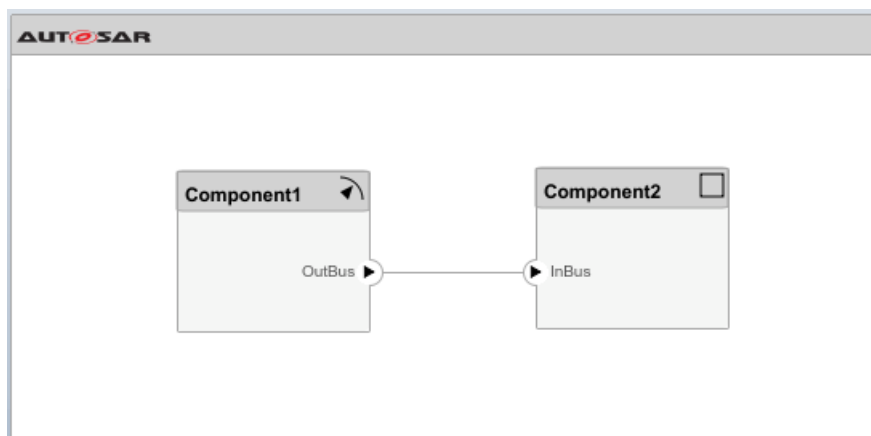 AUTOSAR
Component1
Component2
OutBus
InBus